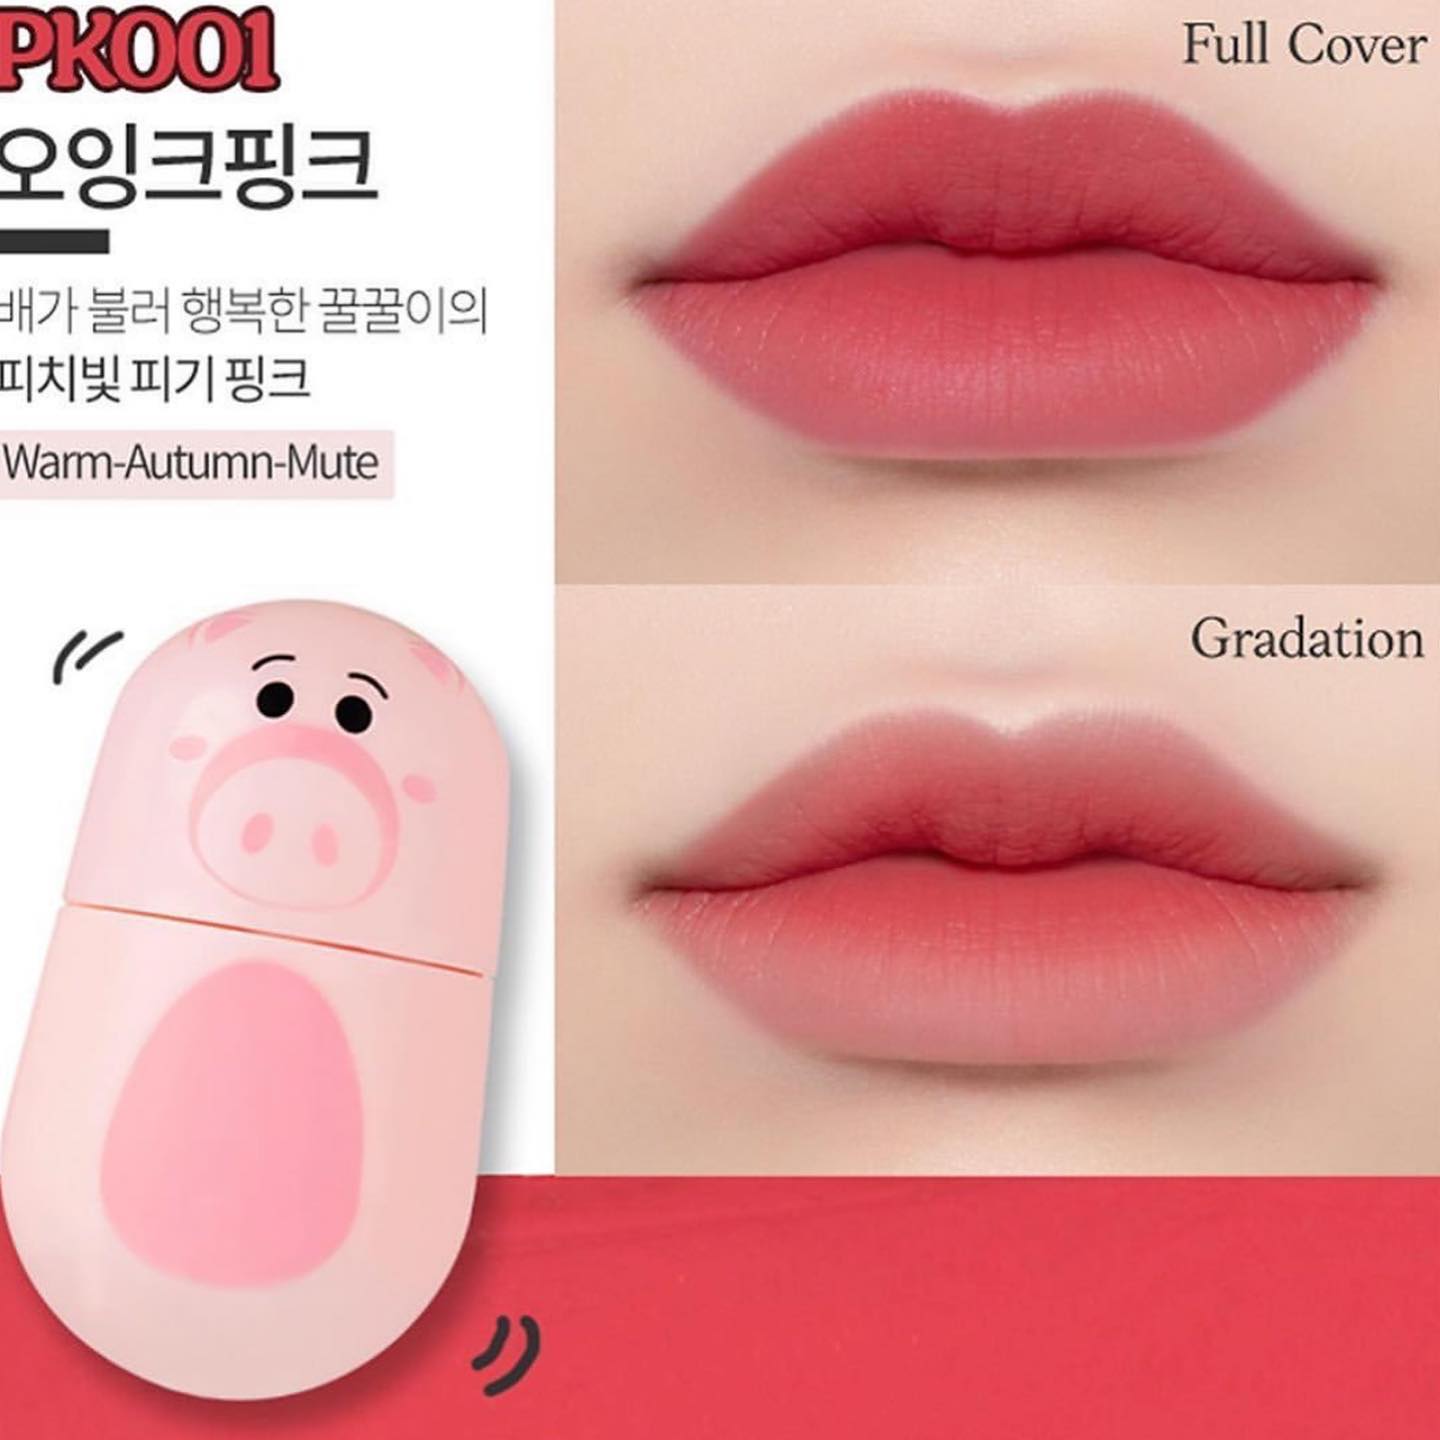 PK001
오잉크핑크
배가 불러 행복한 꿀꿀이의
피치빛 피기 핑크
Warm-Autumn-Mute
Full Cover
Gradation